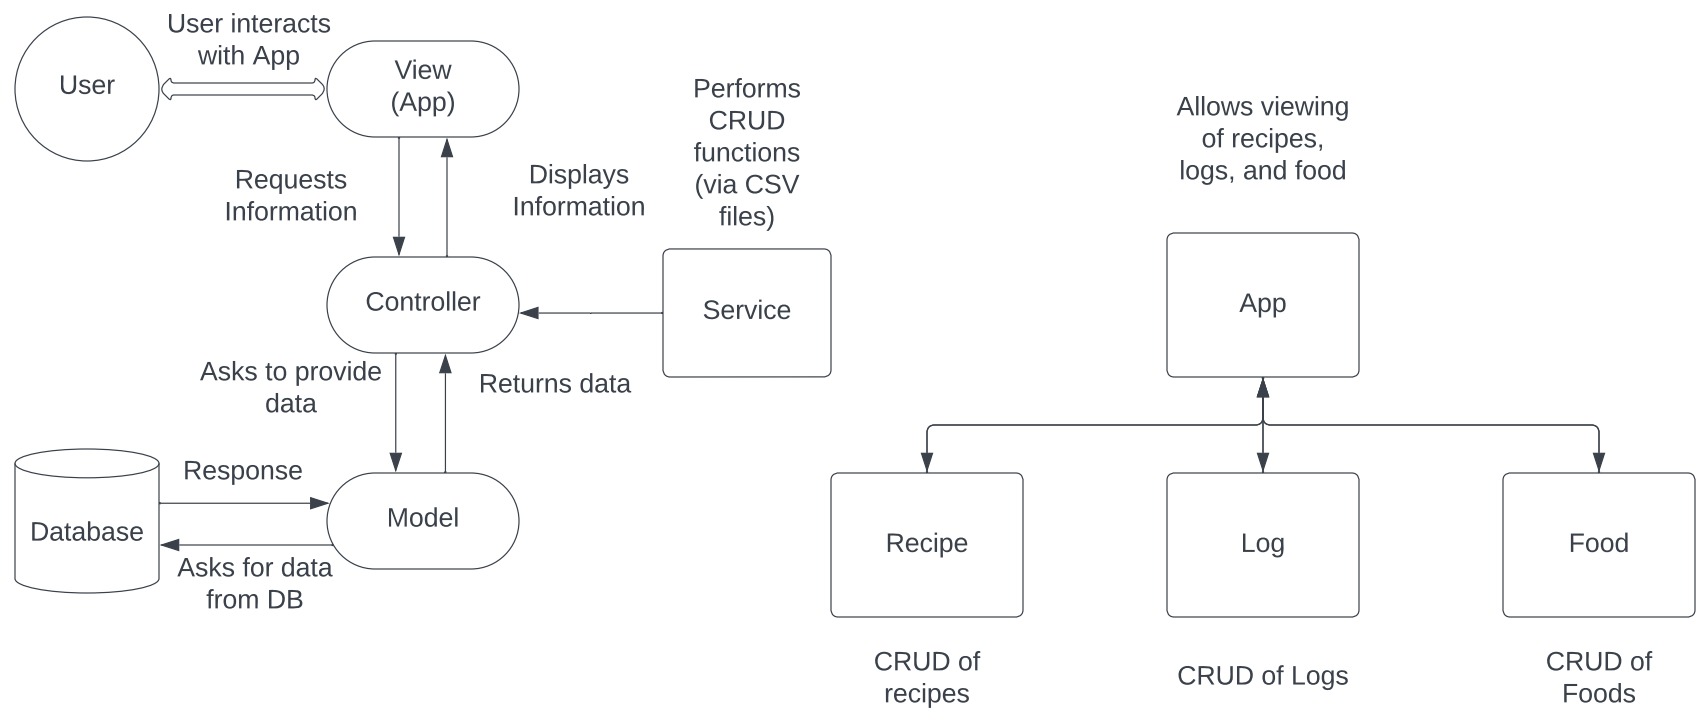 User interacts
with App
User
View
(App)
Requests
Information
Displays
Information
Performs
CRUD
functions
(via CSV
files)
Controller
Service
Asks to provide
data
Returns data
Response
Database
Model
Asks for data
from DB
Allows viewing
of recipes,
logs, and food
App
Recipe
Log
Food
CRUD of
recipes
CRUD of Logs
CRUD of
Foods